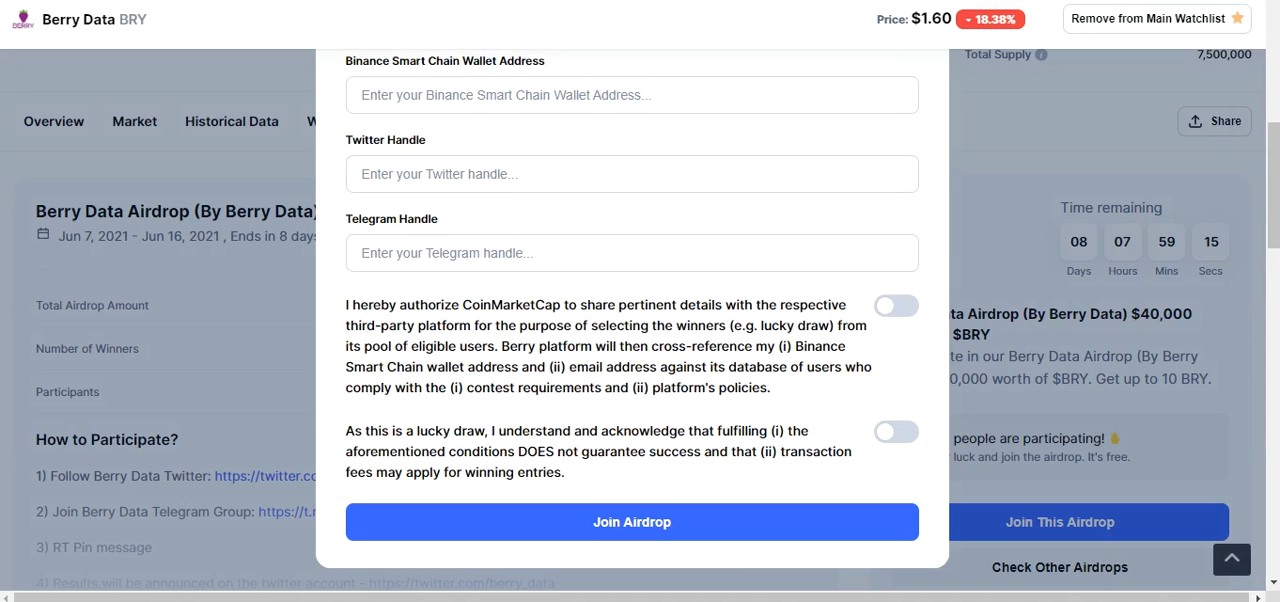 BERRY
Berry Data BRY
Price: $1.60 18.38%
Remove from Main Watchlist
Total Supply
7,500,000
Overview
Market
Historical Data
W
Share
Berry Data Airdrop (By Berry Data)
Jun 7, 2021 - Jun 16, 2021 , Ends in 8 days
Total Airdrop Amount
Number of Winners
Participants
How to Participate?
1) Follow Berry Data Twitter: https://twitter.co
2) Join Berry Data Telegram Group: https://t.
3) RT Pin message
4) Results will be announced on the twitter account - https://twitter.com/berry_data
Binance Smart Chain Wallet Address
Enter your Binance Smart Chain Wallet Address...
Twitter Handle
Enter your Twitter handle...
Telegram Handle
Enter your Telegram handle...
I hereby authorize CoinMarketCap to share pertinent details with the respective
third-party platform for the purpose of selecting the winners (e.g. lucky draw) from
its pool of eligible users. Berry platform will then cross-reference my (i) Binance
Smart Chain wallet address and (ii) email address against its database of users who
comply with the (i) contest requirements and (ii) platform's policies.
As this is a lucky draw, I understand and acknowledge that fulfilling (i) the
aforementioned conditions DOES not guarantee success and that (ii) transaction
fees may apply for winning entries.
Join Airdrop
Time remaining
08 07 59 15
Days Hours Mins Secs
ta Airdrop (By Berry Data) $40,000
$BRY
te in our Berry Data Airdrop (By Berry
0,000 worth of $BRY. Get up to 10 BRY.
people are participating!
luck and join the airdrop. It's free.
Join This Airdrop
Check Other Airdrops